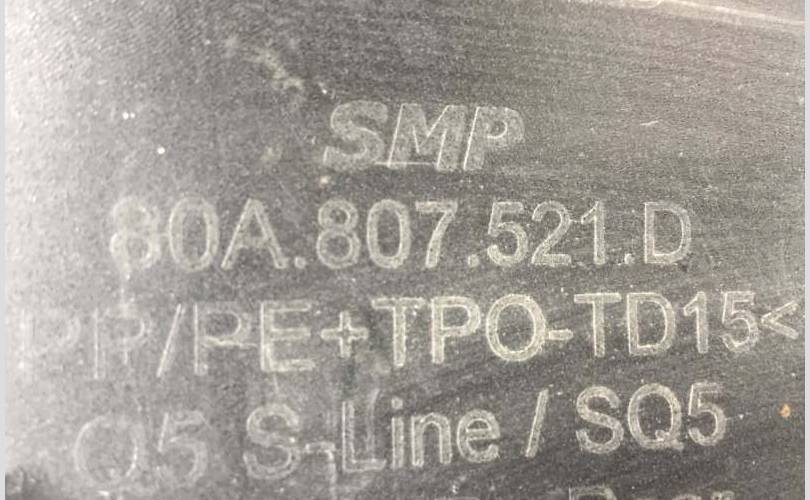 SMP
80A.807.521.D
PP/PE+TPO-TD15<
Q5 S-Line / SQ5